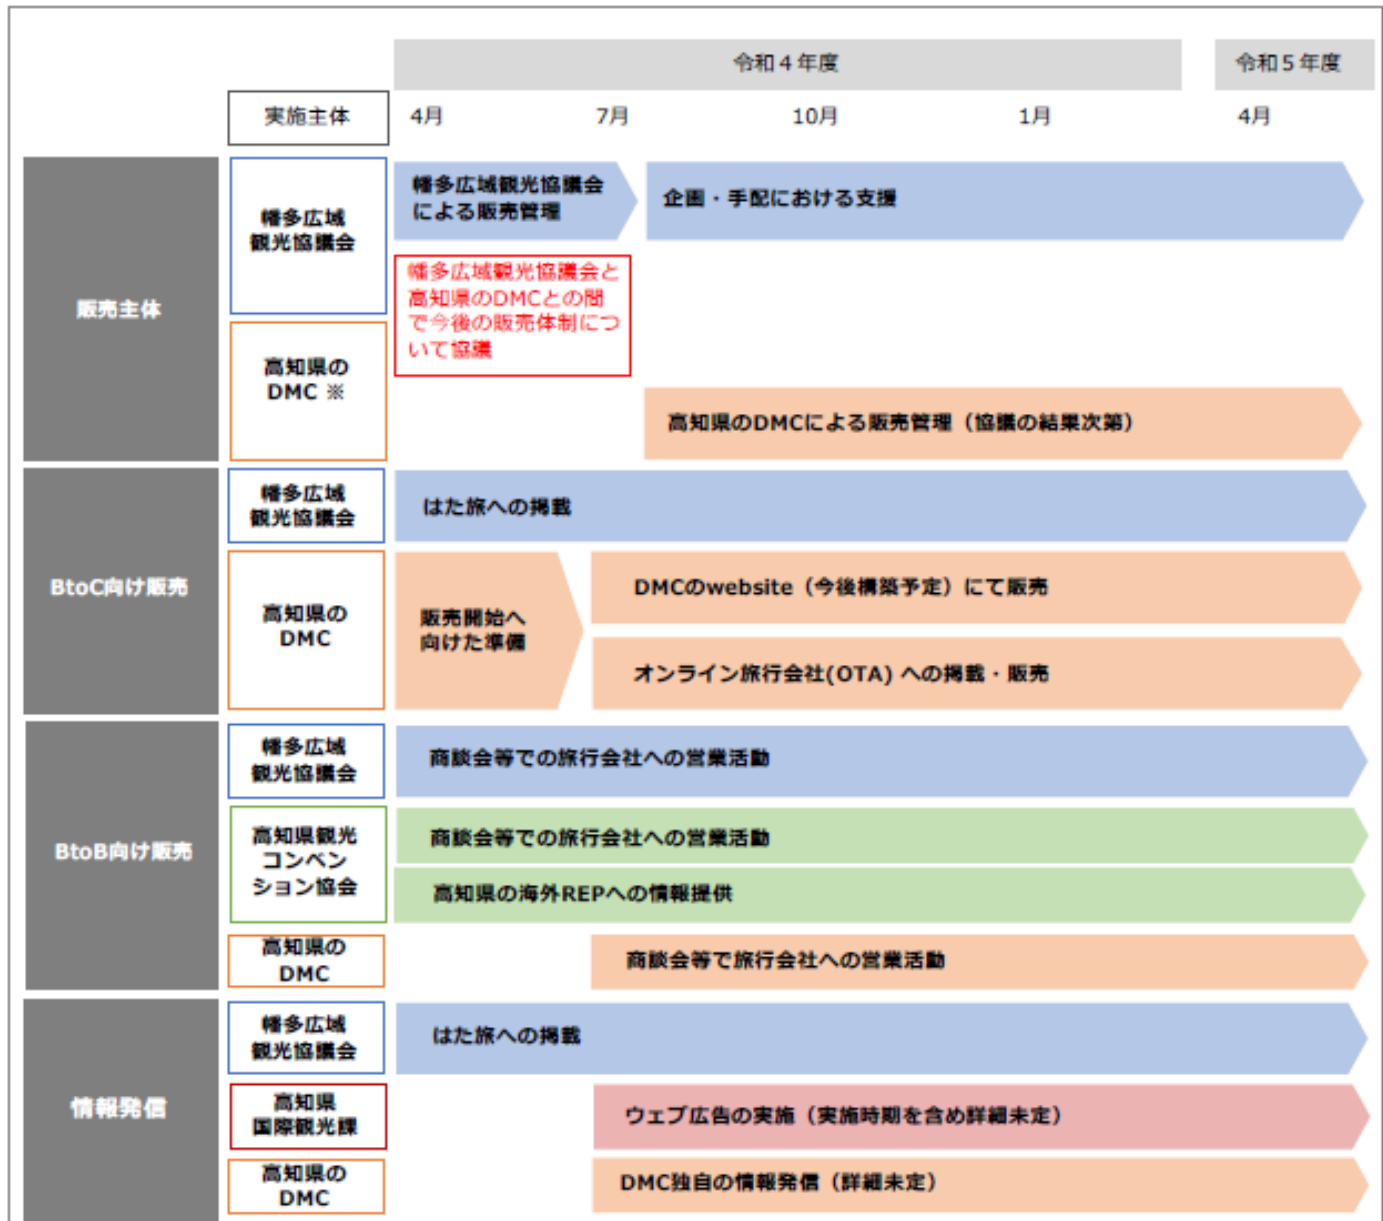 令和４年度
令和５年度
実施主体
4月
7月
10月
1月
4月
販売主体
幡多広域
観光協議会
幡多広域観光協議会
による販売管理
企画・手配における支援
幡多広域観光協議会と
高知県のDMCとの間
で今後の販売体制につ
いて協議
高知県の
DMC ※
高知県のDMCによる販売管理（協議の結果次第）
BtoC向け販売
幡多広域
観光協議会
はた旅への掲載
高知県の
DMC
販売開始へ
向けた準備
DMCのwebsite（今後構築予定）にて販売
オンライン旅行会社(OTA) への掲載・販売
BtoB向け販売
幡多広域
観光協議会
商談会等での旅行会社への営業活動
高知県観光
コンベン
ション協会
商談会等での旅行会社への営業活動
高知県の海外REPへの情報提供
高知県の
DMC
商談会等で旅行会社への営業活動
情報発信
幡多広域
観光協議会
はた旅への掲載
高知県
国際観光課
ウェブ広告の実施（実施時期を含め詳細未定）
高知県の
DMC
DMC独自の情報発信（詳細未定）